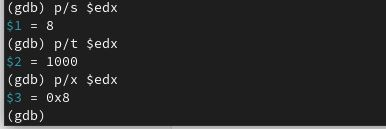 (gdb) p/s $edx
$1 = 8
(gdb) p/t $edx
$2 = 1000
(gdb) p/x $edx
$3 = 0x8
(gdb)